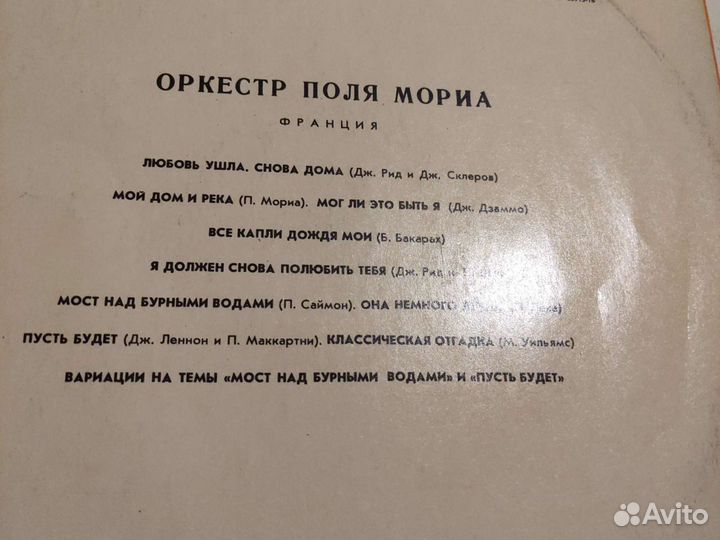 ОРКЕСТР ПОЛЯ МОРИА
ФРАНЦИЯ
ЛЮБОВЬ УШЛА. СНОВА ДОМА (Дж. Рид и Дж. Склеров)
МОЙ ДОМ И РЕКА (П. Мориа). МОГ ЛИ ЭТО БЫТЬ Я (Дж. Дзаммо)
ВСЕ КАПЛИ ДОЖДЯ МОИ (Б. Бакарах)
Я ДОЛЖЕН СНОВА ПОЛЮБИТЬ ТЕБЯ (Дж. Рид и
МОСТ НАД БУРНЫМИ ВОДАМИ (П. Саймон). ОНА НЕМНОГО
ПУСТЬ БУДЕТ (Дж. Леннон и П. Маккартни). КЛАССИЧЕСКАЯ ОТГАДКА (М. Уильямс)
ВАРИАЦИИ НА ТЕМЫ «МОСТ НАД БУРНЫМИ ВОДАМИ» И «ПУСТЬ БУДЕТ»
Avito